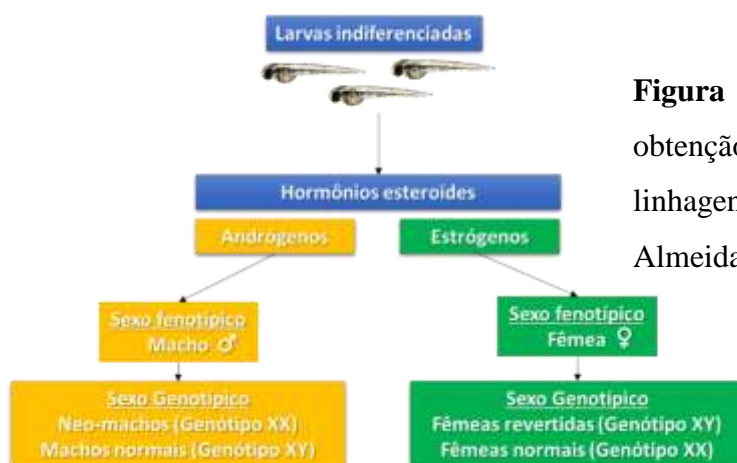 Larvas indiferenciadas
Figura
obtenção
linhagen
Almeida
Hormônios esteroides
Andrógenos
Estrógenos
Sexo fenotípico
Macho ♂
Sexo fenotípico
Fêmea ♀
Sexo Genotípico
Neo-machos (Genótipo XX)
Machos normais (Genótipo XY)
Sexo Genotípico
Fêmeas revertidas (Genótipo XY)
Fêmeas normais (Genótipo XX)